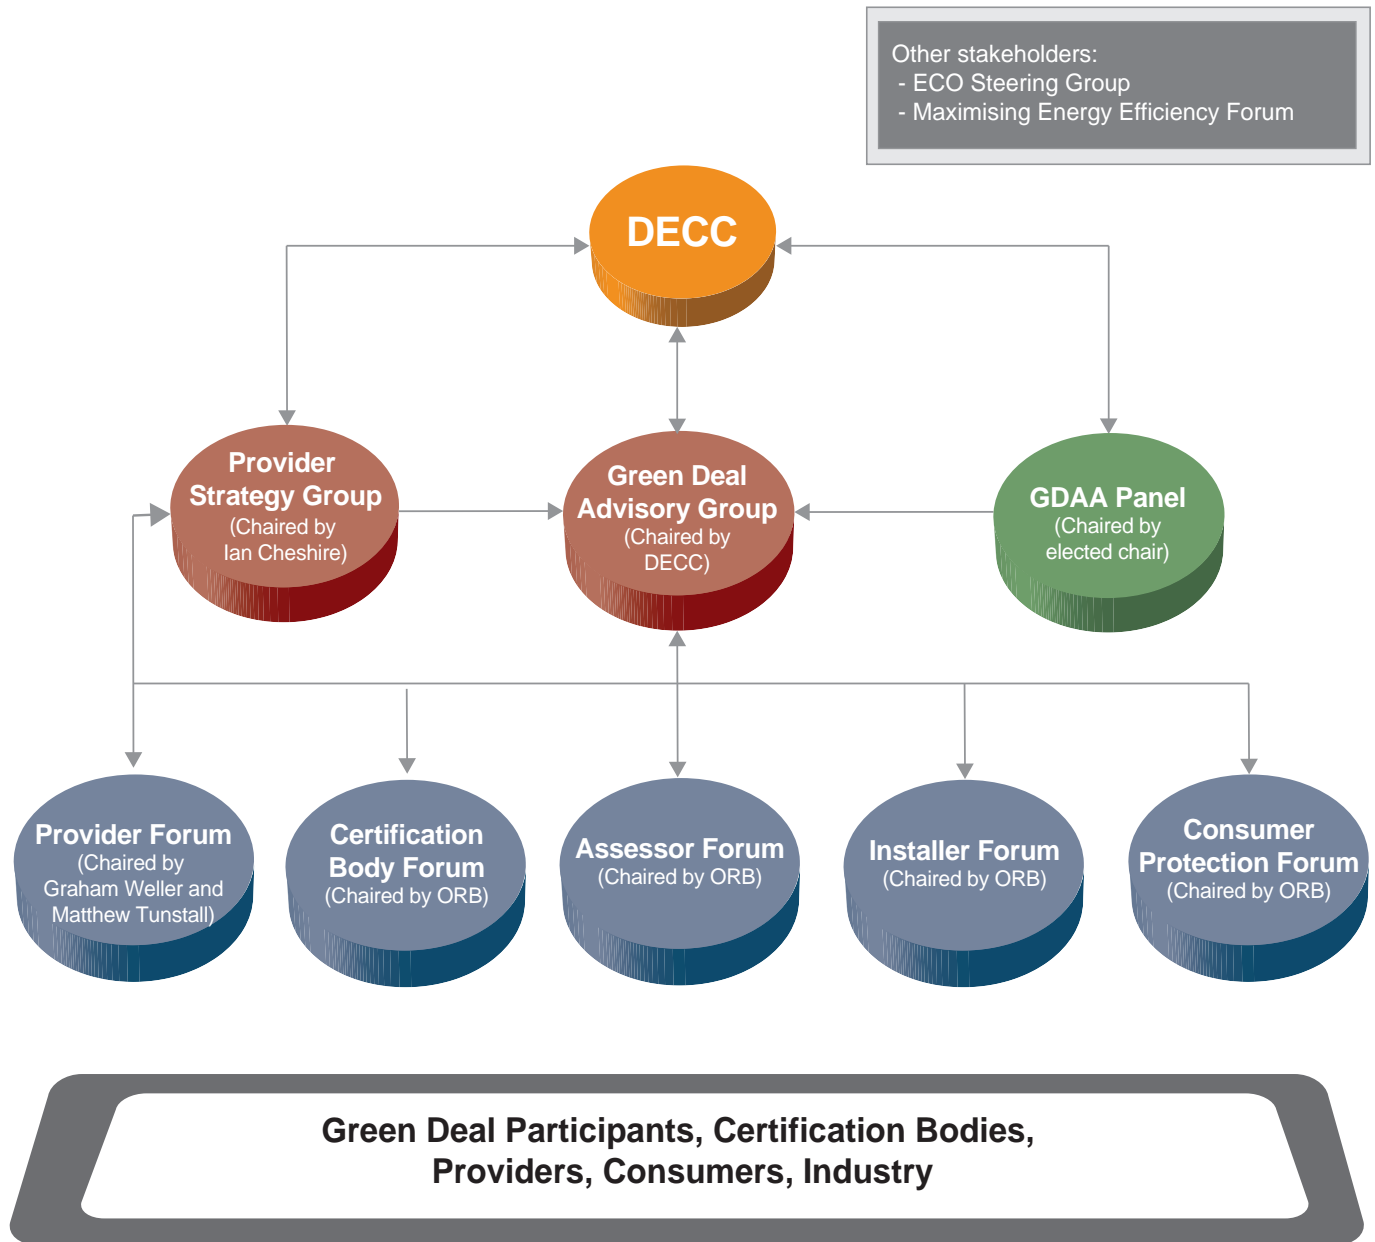 Other stakeholders:
- ECO Steering Group
- Maximising Energy Efficiency Forum
DECC
Provider
Strategy Group
(Chaired by
Ian Cheshire)
Green Deal
Advisory Group
(Chaired by
DECC)
GDAA Panel
(Chaired by
elected chair)
Provider Forum
(Chaired by
Graham Weller and
Matthew Tunstall)
Certification
Body Forum
(Chaired by ORB)
Assessor Forum
(Chaired by ORB)
Installer Forum
(Chaired by ORB)
Consumer
Protection Forum
(Chaired by ORB)
Green Deal Participants, Certification Bodies,
Providers, Consumers, Industry